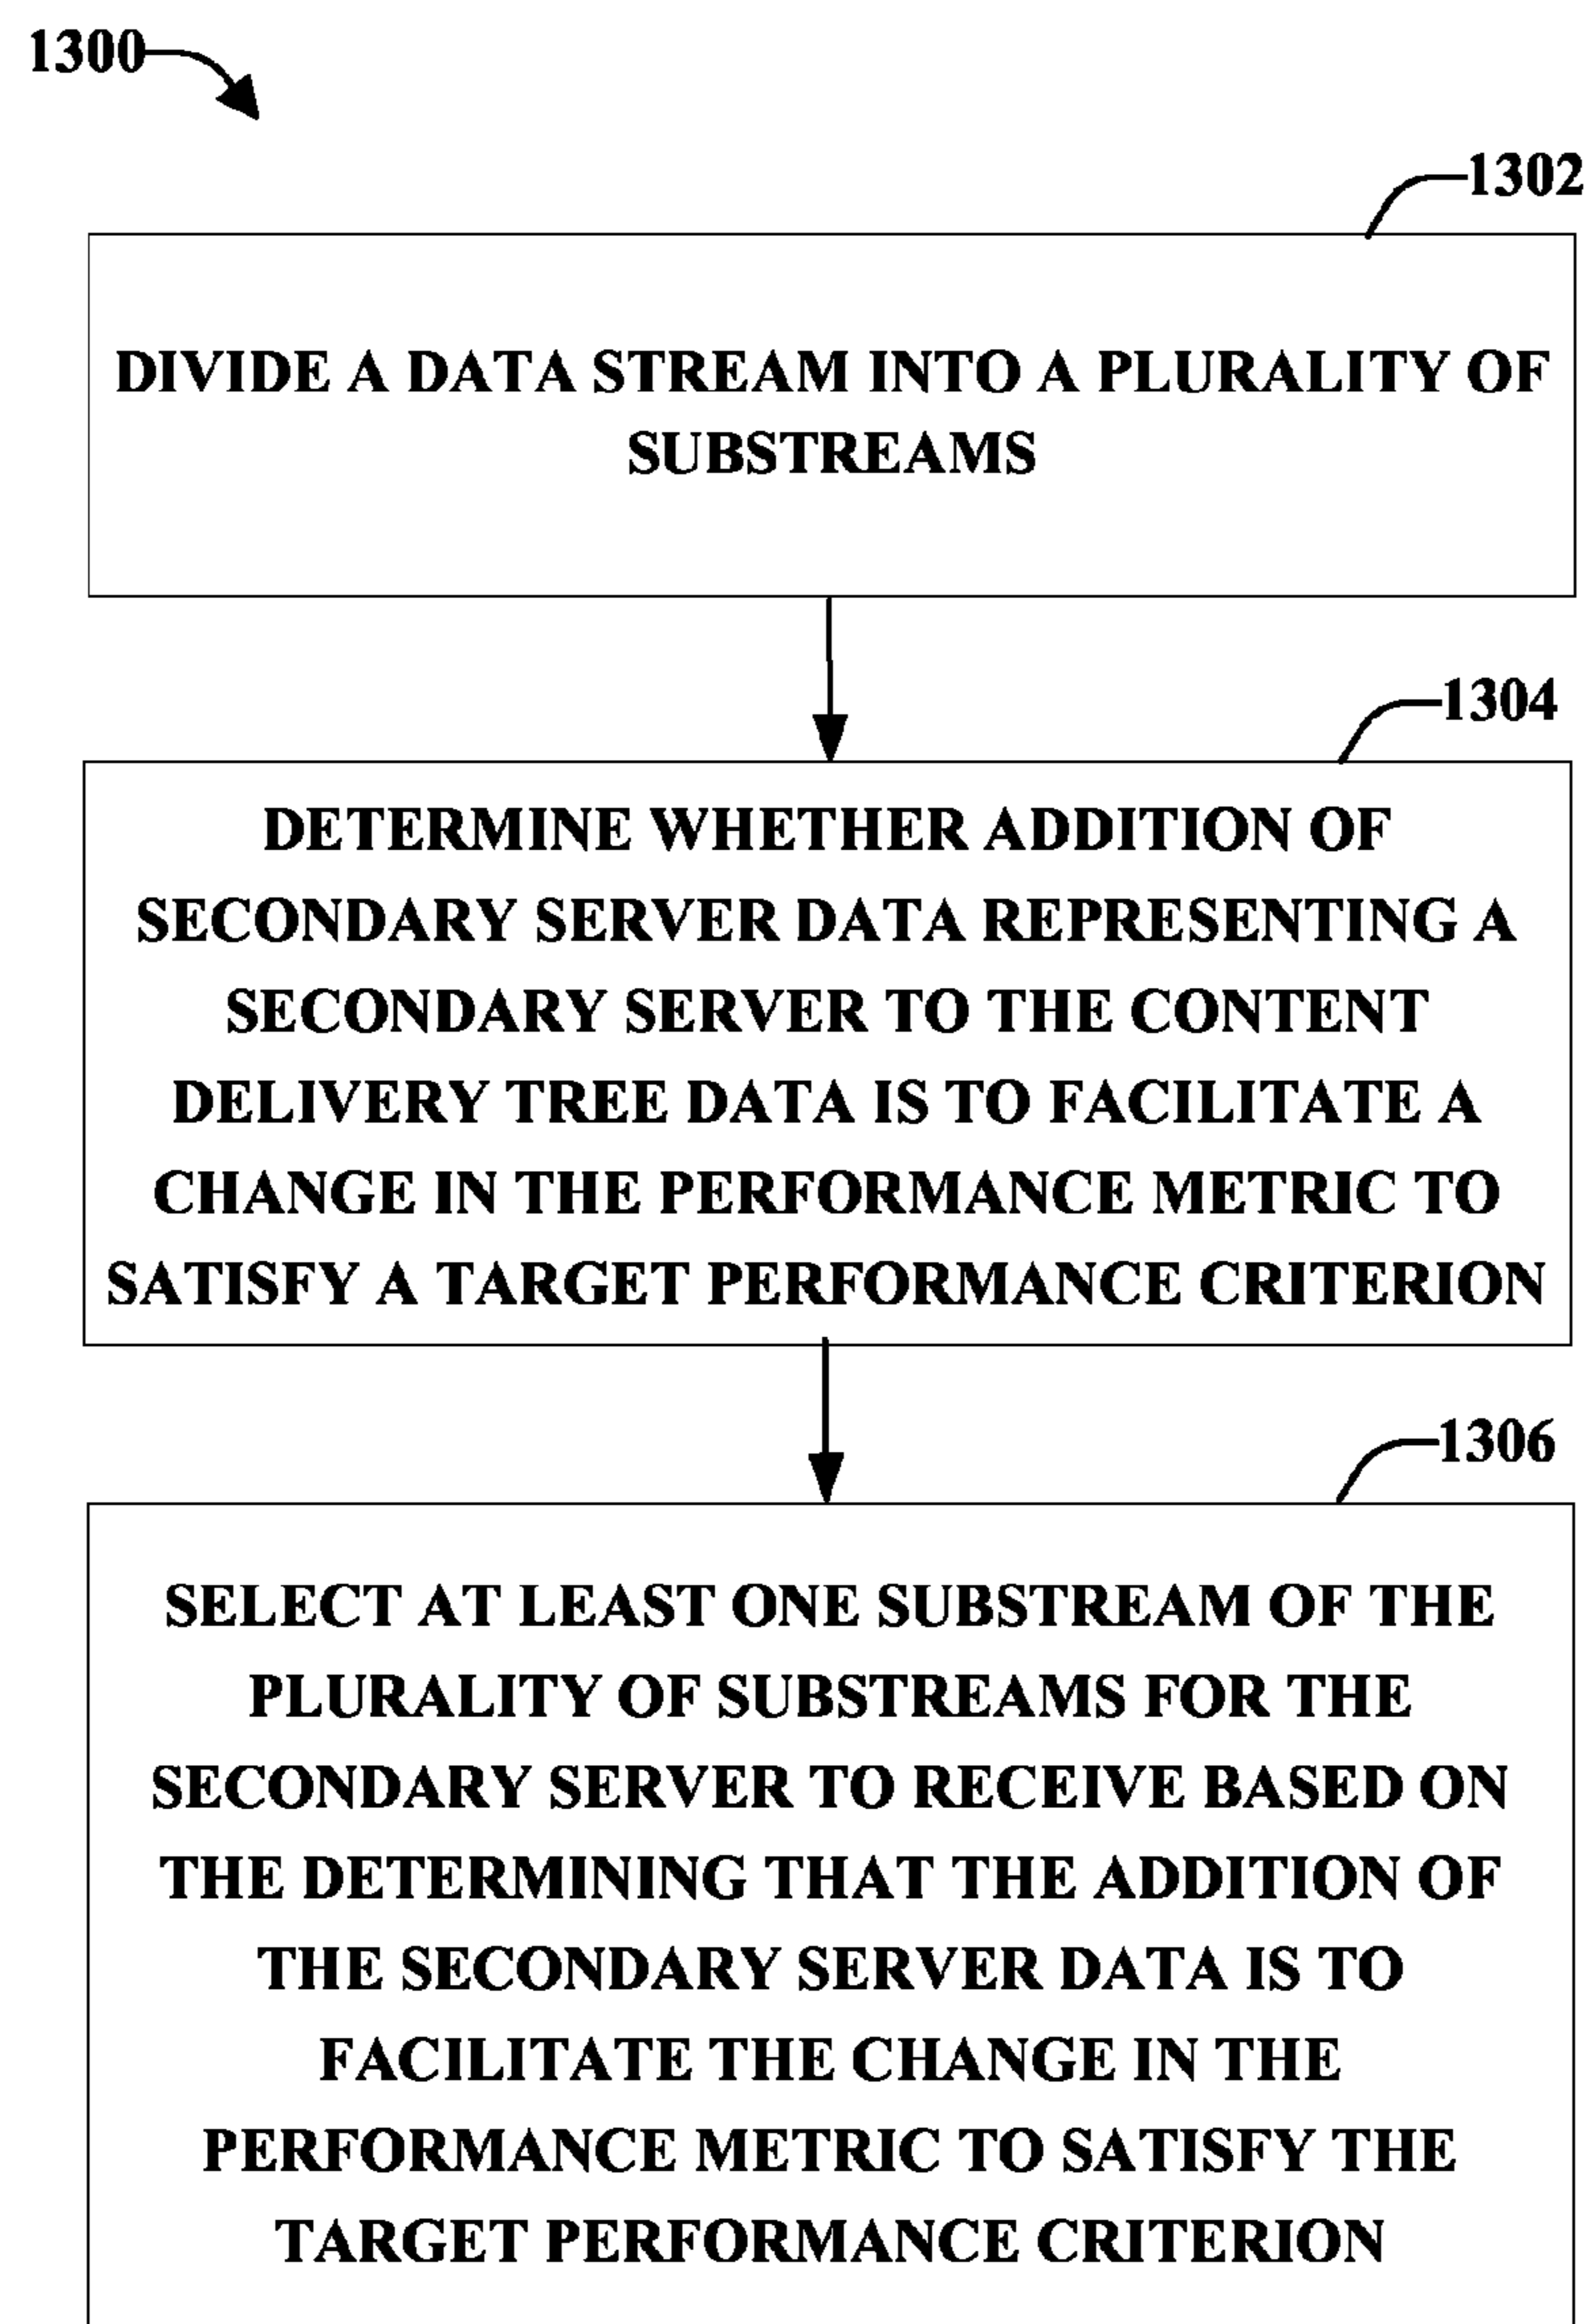 1300
1302
DIVIDE A DATA STREAM INTO A PLURALITY OF
SUBSTREAMS
1304
DETERMINE WHETHER ADDITION OF
SECONDARY SERVER DATA REPRESENTING A
SECONDARY SERVER TO THE CONTENT
DELIVERY TREE DATA IS TO FACILITATE A
CHANGE IN THE PERFORMANCE METRIC TO
SATISFY A TARGET PERFORMANCE CRITERION
1306
SELECT AT LEAST ONE SUBSTREAM OF THE
PLURALITY OF SUBSTREAMS FOR THE
SECONDARY SERVER TO RECEIVE BASED ON
THE DETERMINING THAT THE ADDITION OF
THE SECONDARY SERVER DATA IS TO
FACILITATE THE CHANGE IN THE
PERFORMANCE METRIC TO SATISFY THE
TARGET PERFORMANCE CRITERION